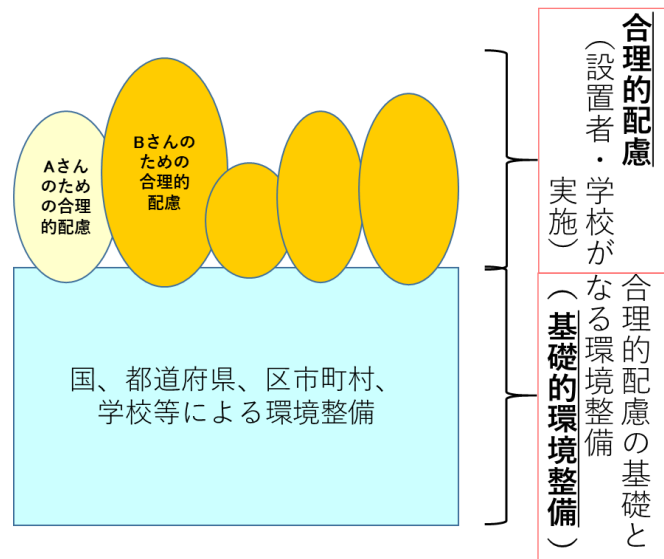 Aさん
のため
の合理
的配慮
Bさんの
ための
合理的
配慮
国、都道府県、区市町村、
学校等による環境整備
合理的配慮
（設置者・学校が
実施）
合理的配慮の基礎と
なる環境整備
（基礎的環境整備）